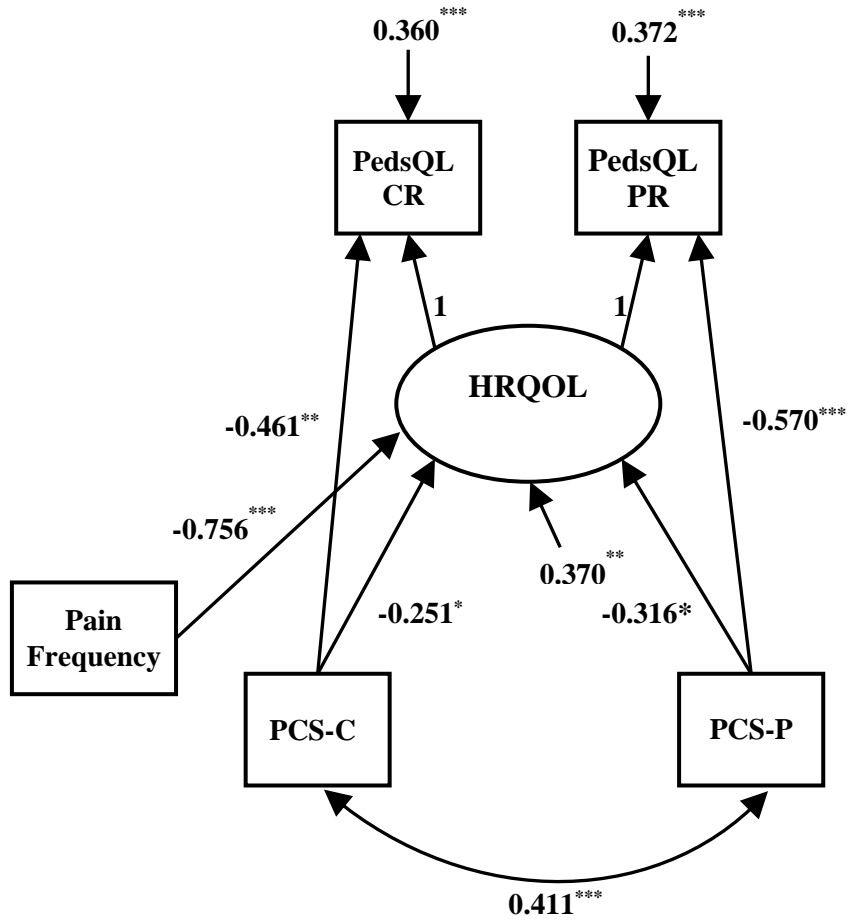 0.360***
0.372***
PedsQL
CR
PedsQL
PR
1
1
HRQOL
-0.461**
-0.570***
-0.756***
0.370**
-0.251*
-0.316*
Pain
Frequency
PCS-C
PCS-P
0.411***